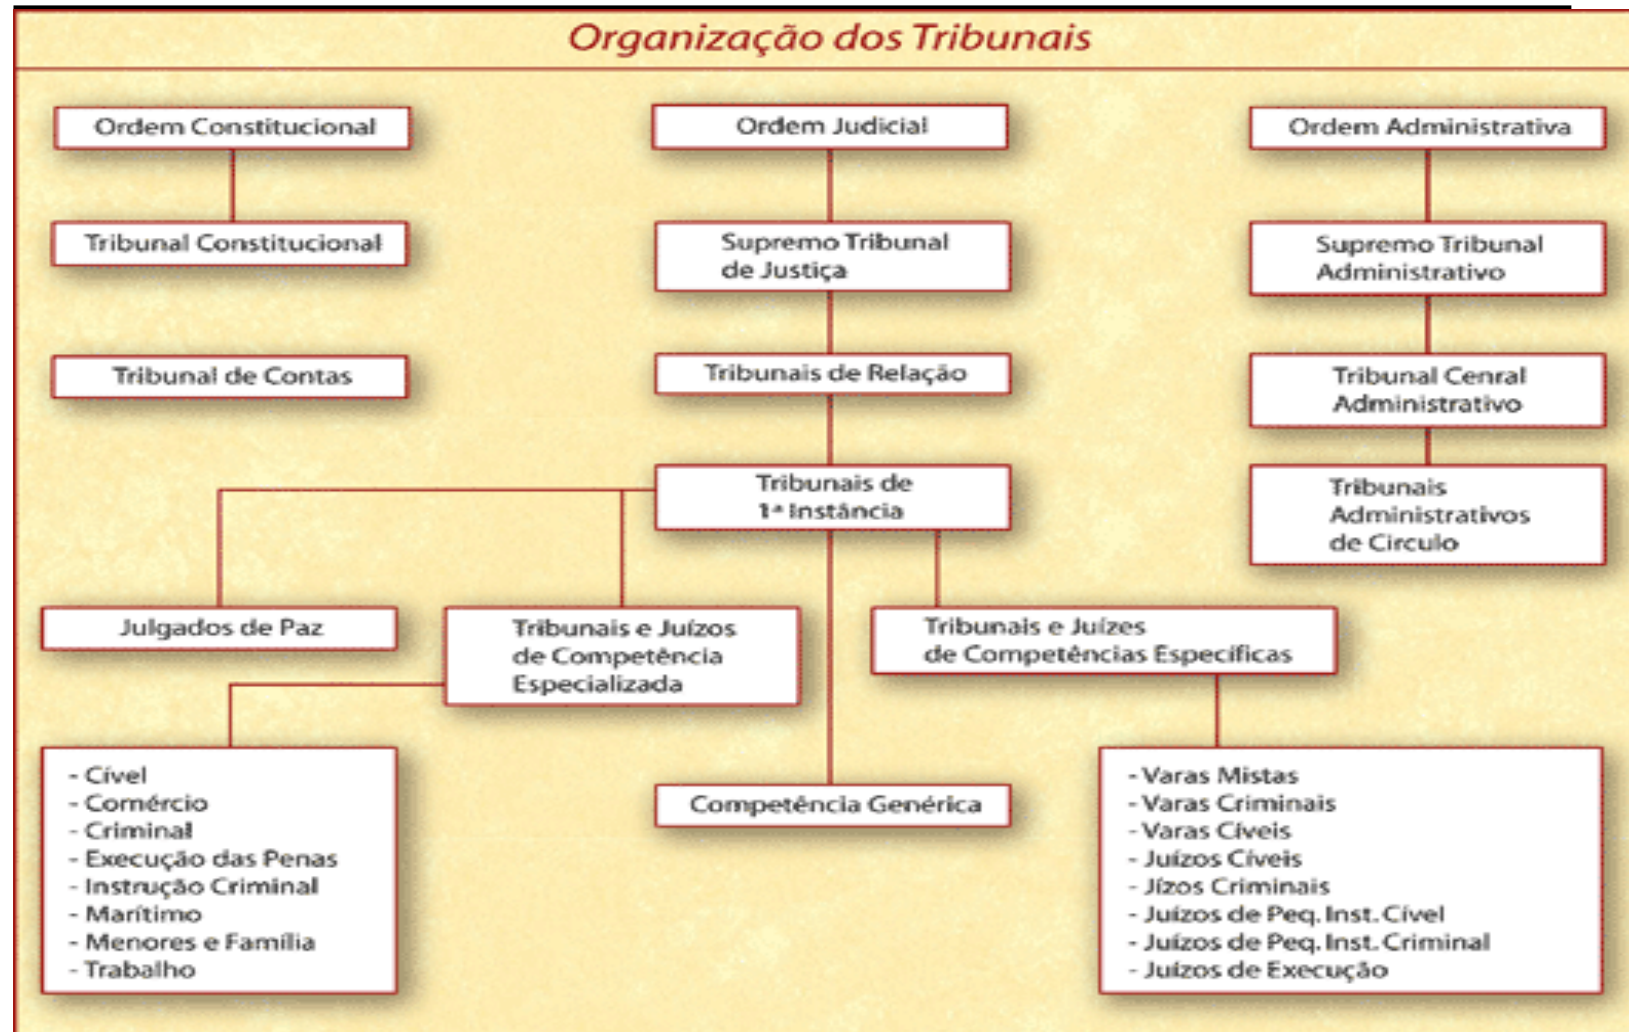 Organização dos Tribunais
Ordem Constitucional
Ordem Judicial
Ordem Administrativa
Tribunal Constitucional
Supremo Tribunal
de Justiça
Supremo Tribunal
Administrativo
Tribunal de Contas
Tribunais de Relação
Tribunal Cenral
Administrativo
Tribunais de
1ª Instância
Tribunais
Administrativos
de Circulo
Julgados de Paz
Tribunais e Juízos
de Competência
Especializada
Tribunais e Juízes
de Competências Específicas
- Cível
- Comércio
- Criminal
- Execução das Penas
- Instrução Criminal
- Marítimo
- Menores e Família
- Trabalho
Competência Genérica
- Varas Mistas
- Varas Criminais
- Varas Cíveis
- Juízos Cíveis
- Jízos Criminais
- Juízos de Peq. Inst. Cível
- Juízos de Peq. Inst. Criminal
- Juízos de Execução